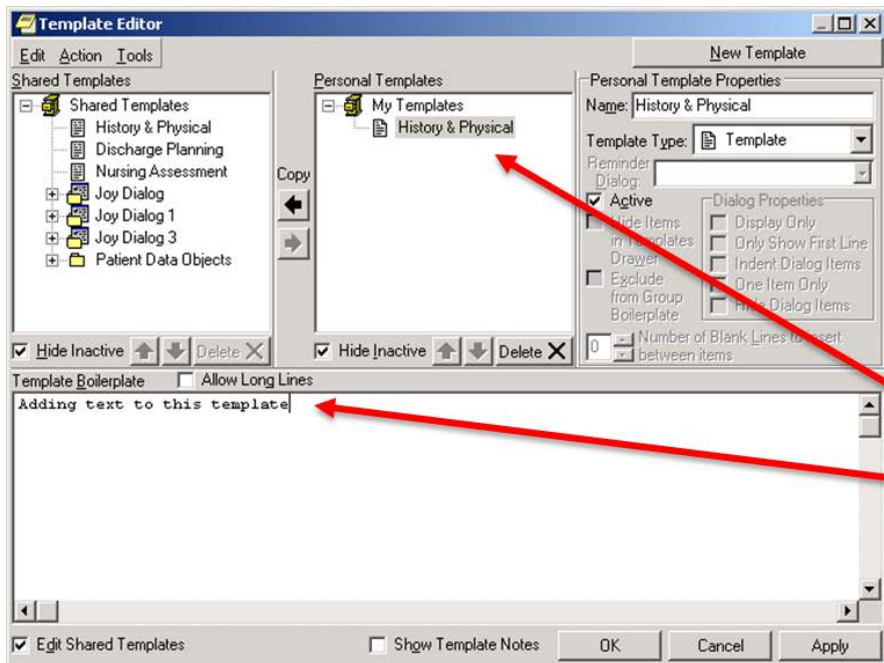 Template Editor
Edit Action Tools
New Template
Shared Templates
Shared Templates
History & Physical
Discharge Planning
Nursing Assessment
Joy Dialog
Joy Dialog 1
Joy Dialog 3
Patient Data Objects
Hide Inactive
Delete
Copy
Personal Templates
My Templates
History & Physical
Hide Inactive
Delete
Personal Template Properties
Name: History & Physical
Template Type: Template
Reminder
Dialog:
Active
Hide Items
in Templates
Drawer
Exclude
from Group
Boilerplate
Dialog Properties
Display Only
Only Show First Line
Indent Dialog Items
One Item Only
Hide Dialog Items
0 Number of Blank Lines to insert
between items
Template Boilerplate Allow Long Lines
Adding text to this template
Edit Shared Templates Show Template Notes OK Cancel Apply